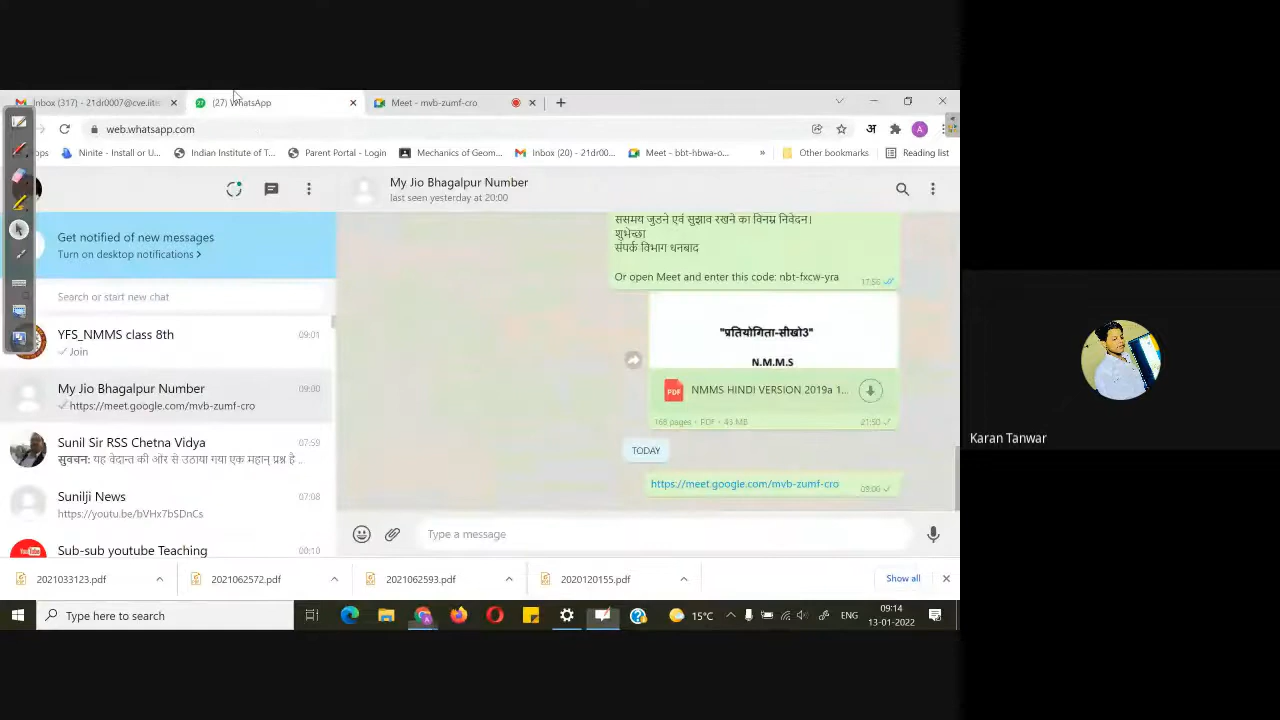 Inbox (317) - 21dr0007@cve.iits
(27) WhatsApp
Meet - mvb-zumf-cro
web.whatsapp.com
अ
A
Ninite - Install or U...
Indian Institute of T...
Parent Portal - Login
Mechanics of Geom...
Inbox (20) - 21dr00...
Meet - bbt-hbwa-o...
»
Other bookmarks
Reading list
My Jio Bhagalpur Number
last seen yesterday at 20:00
Get notified of new messages
Turn on desktop notifications >
Search or start new chat
YFS_NMMS class 8th
09:01
Join
My Jio Bhagalpur Number
09:00
https://meet.google.com/mvb-zumf-cro
Sunil Sir RSS Chetna Vidya
07:59
सुवचन: यह वेदान्त की ओर से उठाया गया एक महान् प्रश्न है ...
Sunilji News
07:08
https://youtu.be/bVHx7bSDnCs
Sub-sub youtube Teaching
00:10
ससमय जुठने एवं सुझाव रखने का विनम्र निवेदन।
शुभेच्छा
संपर्क विभाग धनबाद
Or open Meet and enter this code: nbt-fxcw-yra
17:56
"प्रतियोगिता-सीखो3"
N.M.M.S
PDF
NMMS HINDI VERSION 2019a 1...
PDF
21:50
TODAY
https://meet.google.com/mvb-zumf-cro
Type a message
2021033123.pdf
2021062572.pdf
2021062593.pdf
2020120155.pdf
Show all
Type here to search
15°C
ENG
09:14
13-01-2022
Karan Tanwar